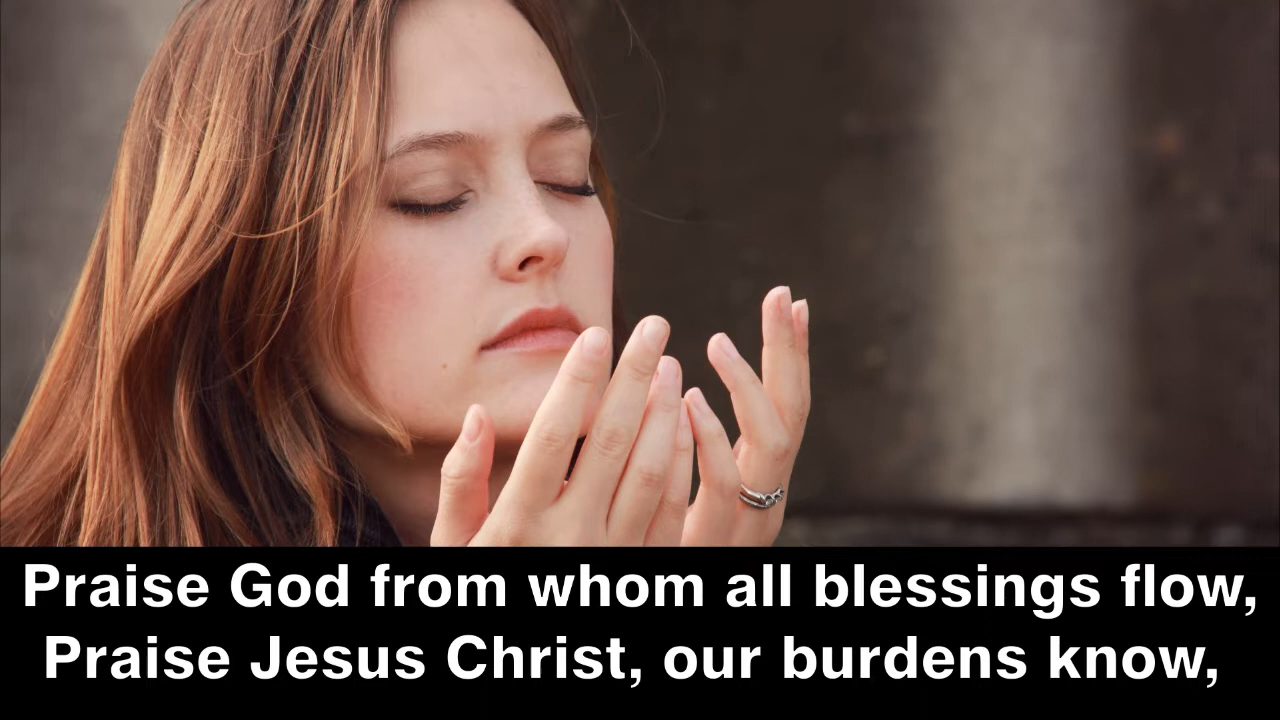 Praise God from whom all blessings flow,
Praise Jesus Christ, our burdens know,